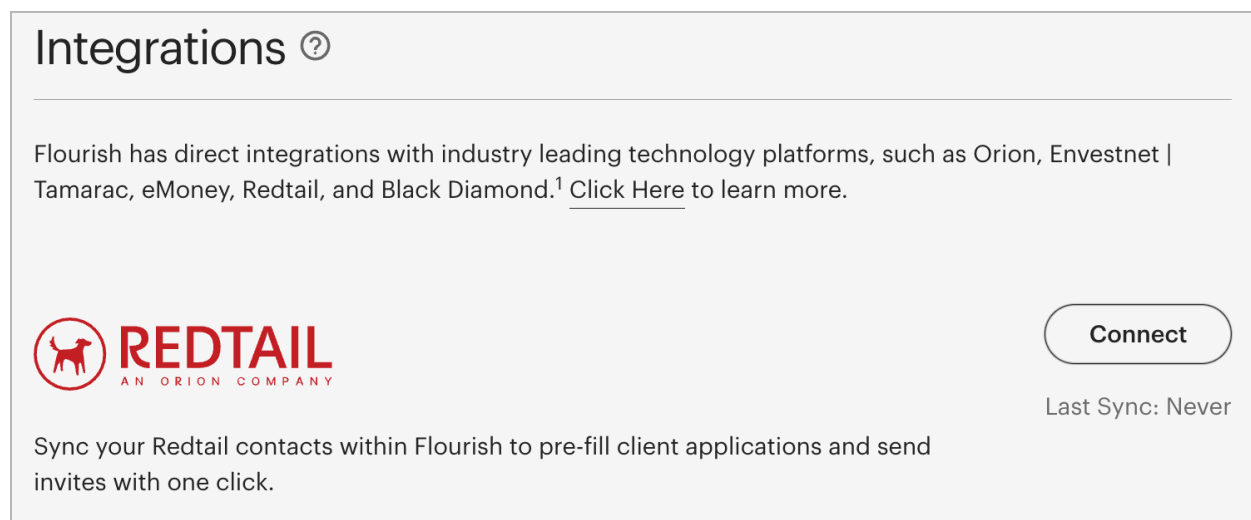 Integrations ?
Flourish has direct integrations with industry leading technology platforms, such as Orion, Envestnet |
Tamarac, eMoney, Redtail, and Black Diamond.¹ Click Here to learn more.
REDTAIL
AN ORION COMPANY
Connect
Last Sync: Never
Sync your Redtail contacts within Flourish to pre-fill client applications and send
invites with one click.